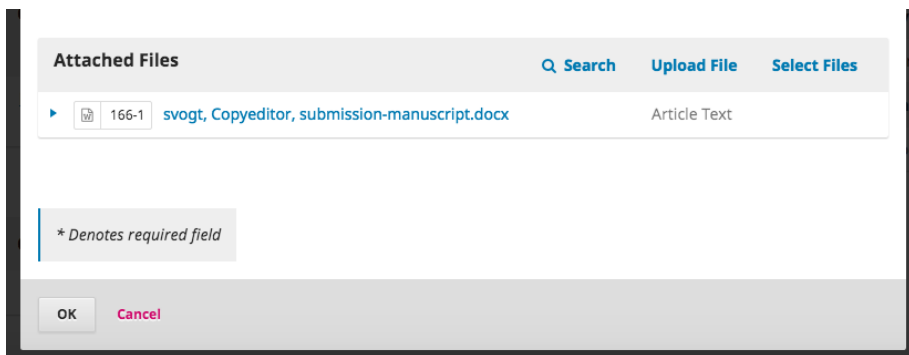 Attached Files Search Upload File Select Files
166-1 svogt, Copyeditor, submission-manuscript.docx Article Text
* Denotes required field
OK Cancel